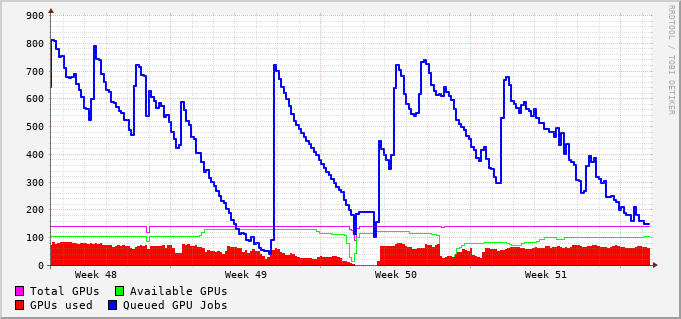 900
800
700
600
500
400
300
200
100
0
Week 48 Week 49 Week 50 Week 51
Total GPUs Available GPUs
GPUs used Queued GPU Jobs
RRDTOOL / TOBI OETIKER